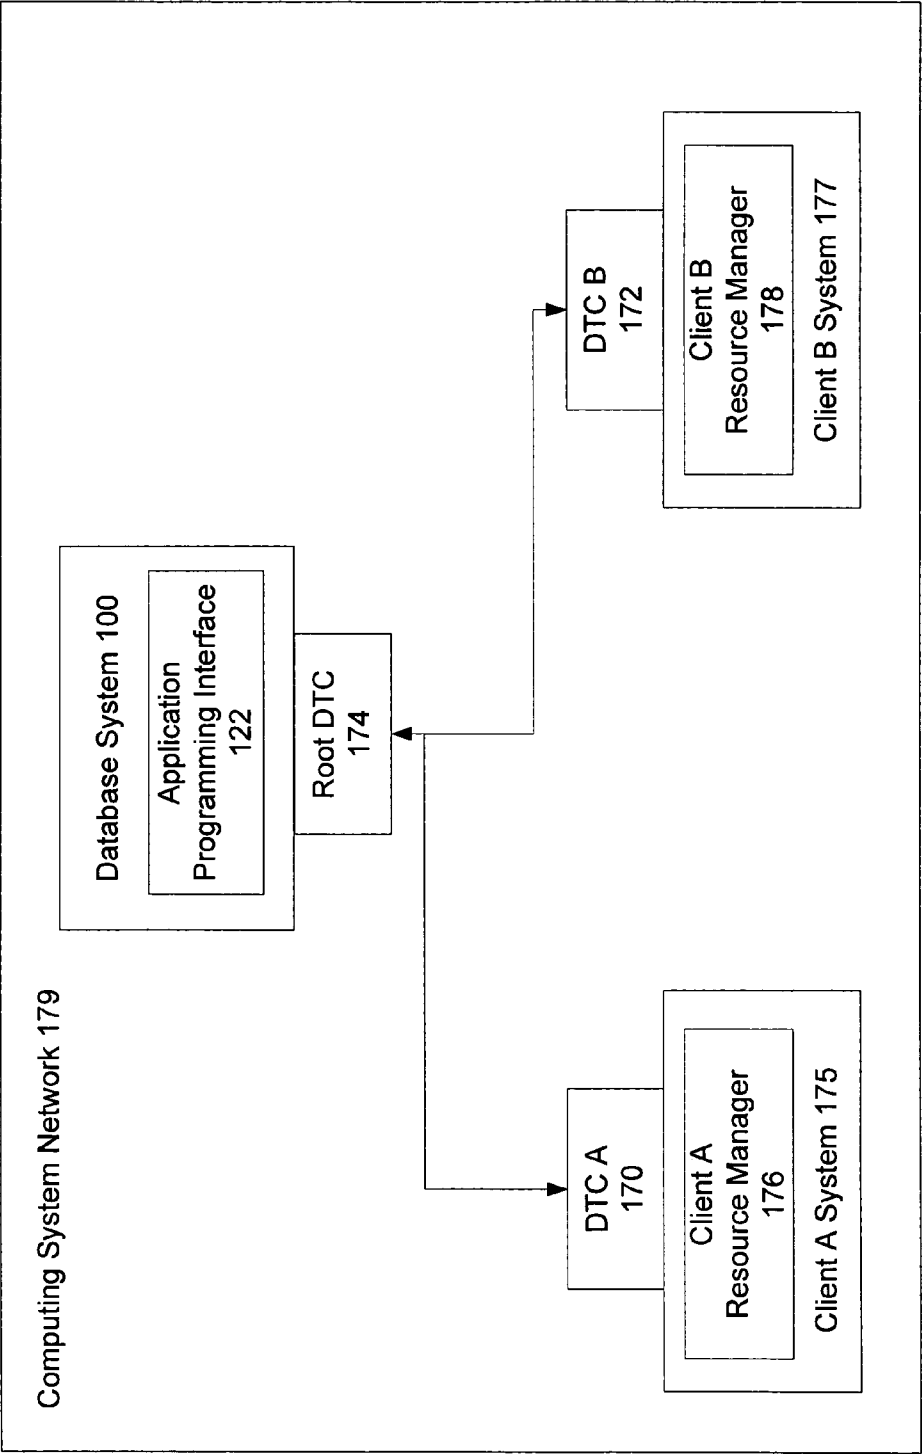 Computing System Network 179
Database System 100
Application
Programming Interface
122
Root DTC
174
DTC A
170
Client A
Resource Manager
176
Client A System 175
DTC B
172
Client B
Resource Manager
178
Client B System 177